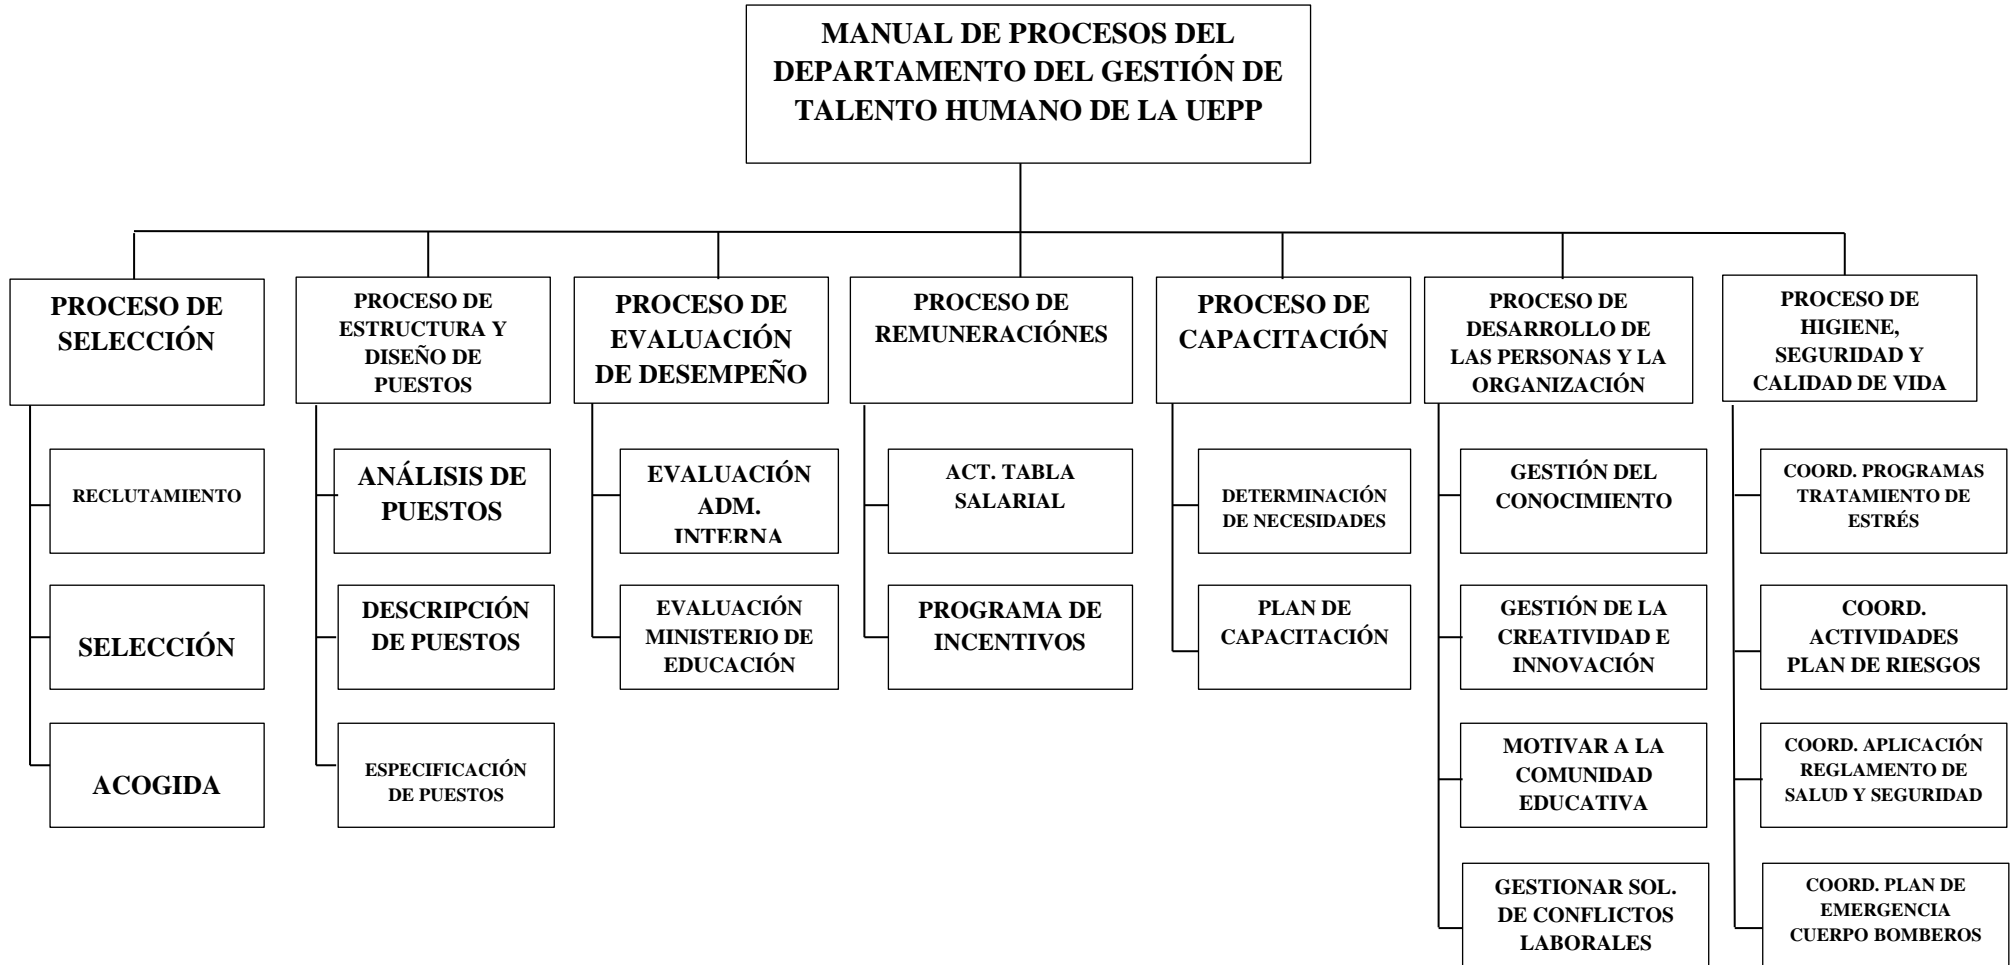 MANUAL DE PROCESOS DEL
DEPARTAMENTO DEL GESTIÓN DE
TALENTO HUMANO DE LA UEPP
PROCESO DE
SELECCIÓN
PROCESO DE
ESTRUCTURA Y
DISEÑO DE
PUESTOS
PROCESO DE
EVALUACIÓN
DE DESEMPEÑO
PROCESO DE
REMUNERACIÓNES
PROCESO DE
CAPACITACIÓN
PROCESO DE
DESARROLLO DE
LAS PERSONAS Y LA
ORGANIZACIÓN
PROCESO DE
HIGIENE,
SEGURIDAD Y
CALIDAD DE VIDA
RECLUTAMIENTO
SELECCIÓN
ACOGIDA
ANÁLISIS DE
PUESTOS
DESCRIPCIÓN
DE PUESTOS
ESPECIFICACIÓN
DE PUESTOS
EVALUACIÓN
ADM.
INTERNA
EVALUACIÓN
MINISTERIO DE
EDUCACIÓN
ACT. TABLA
SALARIAL
PROGRAMA DE
INCENTIVOS
DETERMINACIÓN
DE NECESIDADES
PLAN DE
CAPACITACIÓN
GESTIÓN DEL
CONOCIMIENTO
GESTIÓN DE LA
CREATIVIDAD E
INNOVACIÓN
MOTIVAR A LA
COMUNIDAD
EDUCATIVA
GESTIONAR SOL.
DE CONFLICTOS
LABORALES
COORD. PROGRAMAS
TRATAMIENTO DE
ESTRÉS
COORD.
ACTIVIDADES
PLAN DE RIESGOS
COORD. APLICACIÓN
REGLAMENTO DE
SALUD Y SEGURIDAD
COORD. PLAN DE
EMERGENCIA
CUERPO BOMBEROS